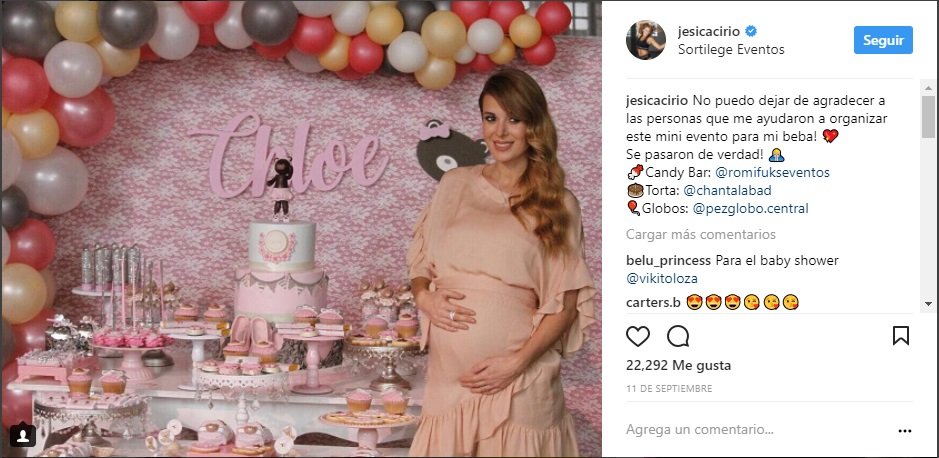 Chloe
jesicacirio
Sortilege Eventos
Seguir
jesicacirio No puedo dejar de agradecer a
las personas que me ayudaron a organizar
este mini evento para mi beba! 💖
Se pasaron de verdad! 🙏
🍭Candy Bar: @romifukseventos
🎂Torta: @chantalabad
🎈Globos: @pezglobo.central
Cargar más comentarios
belu_princess Para el baby shower
@vikitoloza
carters.b 😍😍😍😘😘😘
22,292 Me gusta
11 DE SEPTIEMBRE
Agrega un comentario...